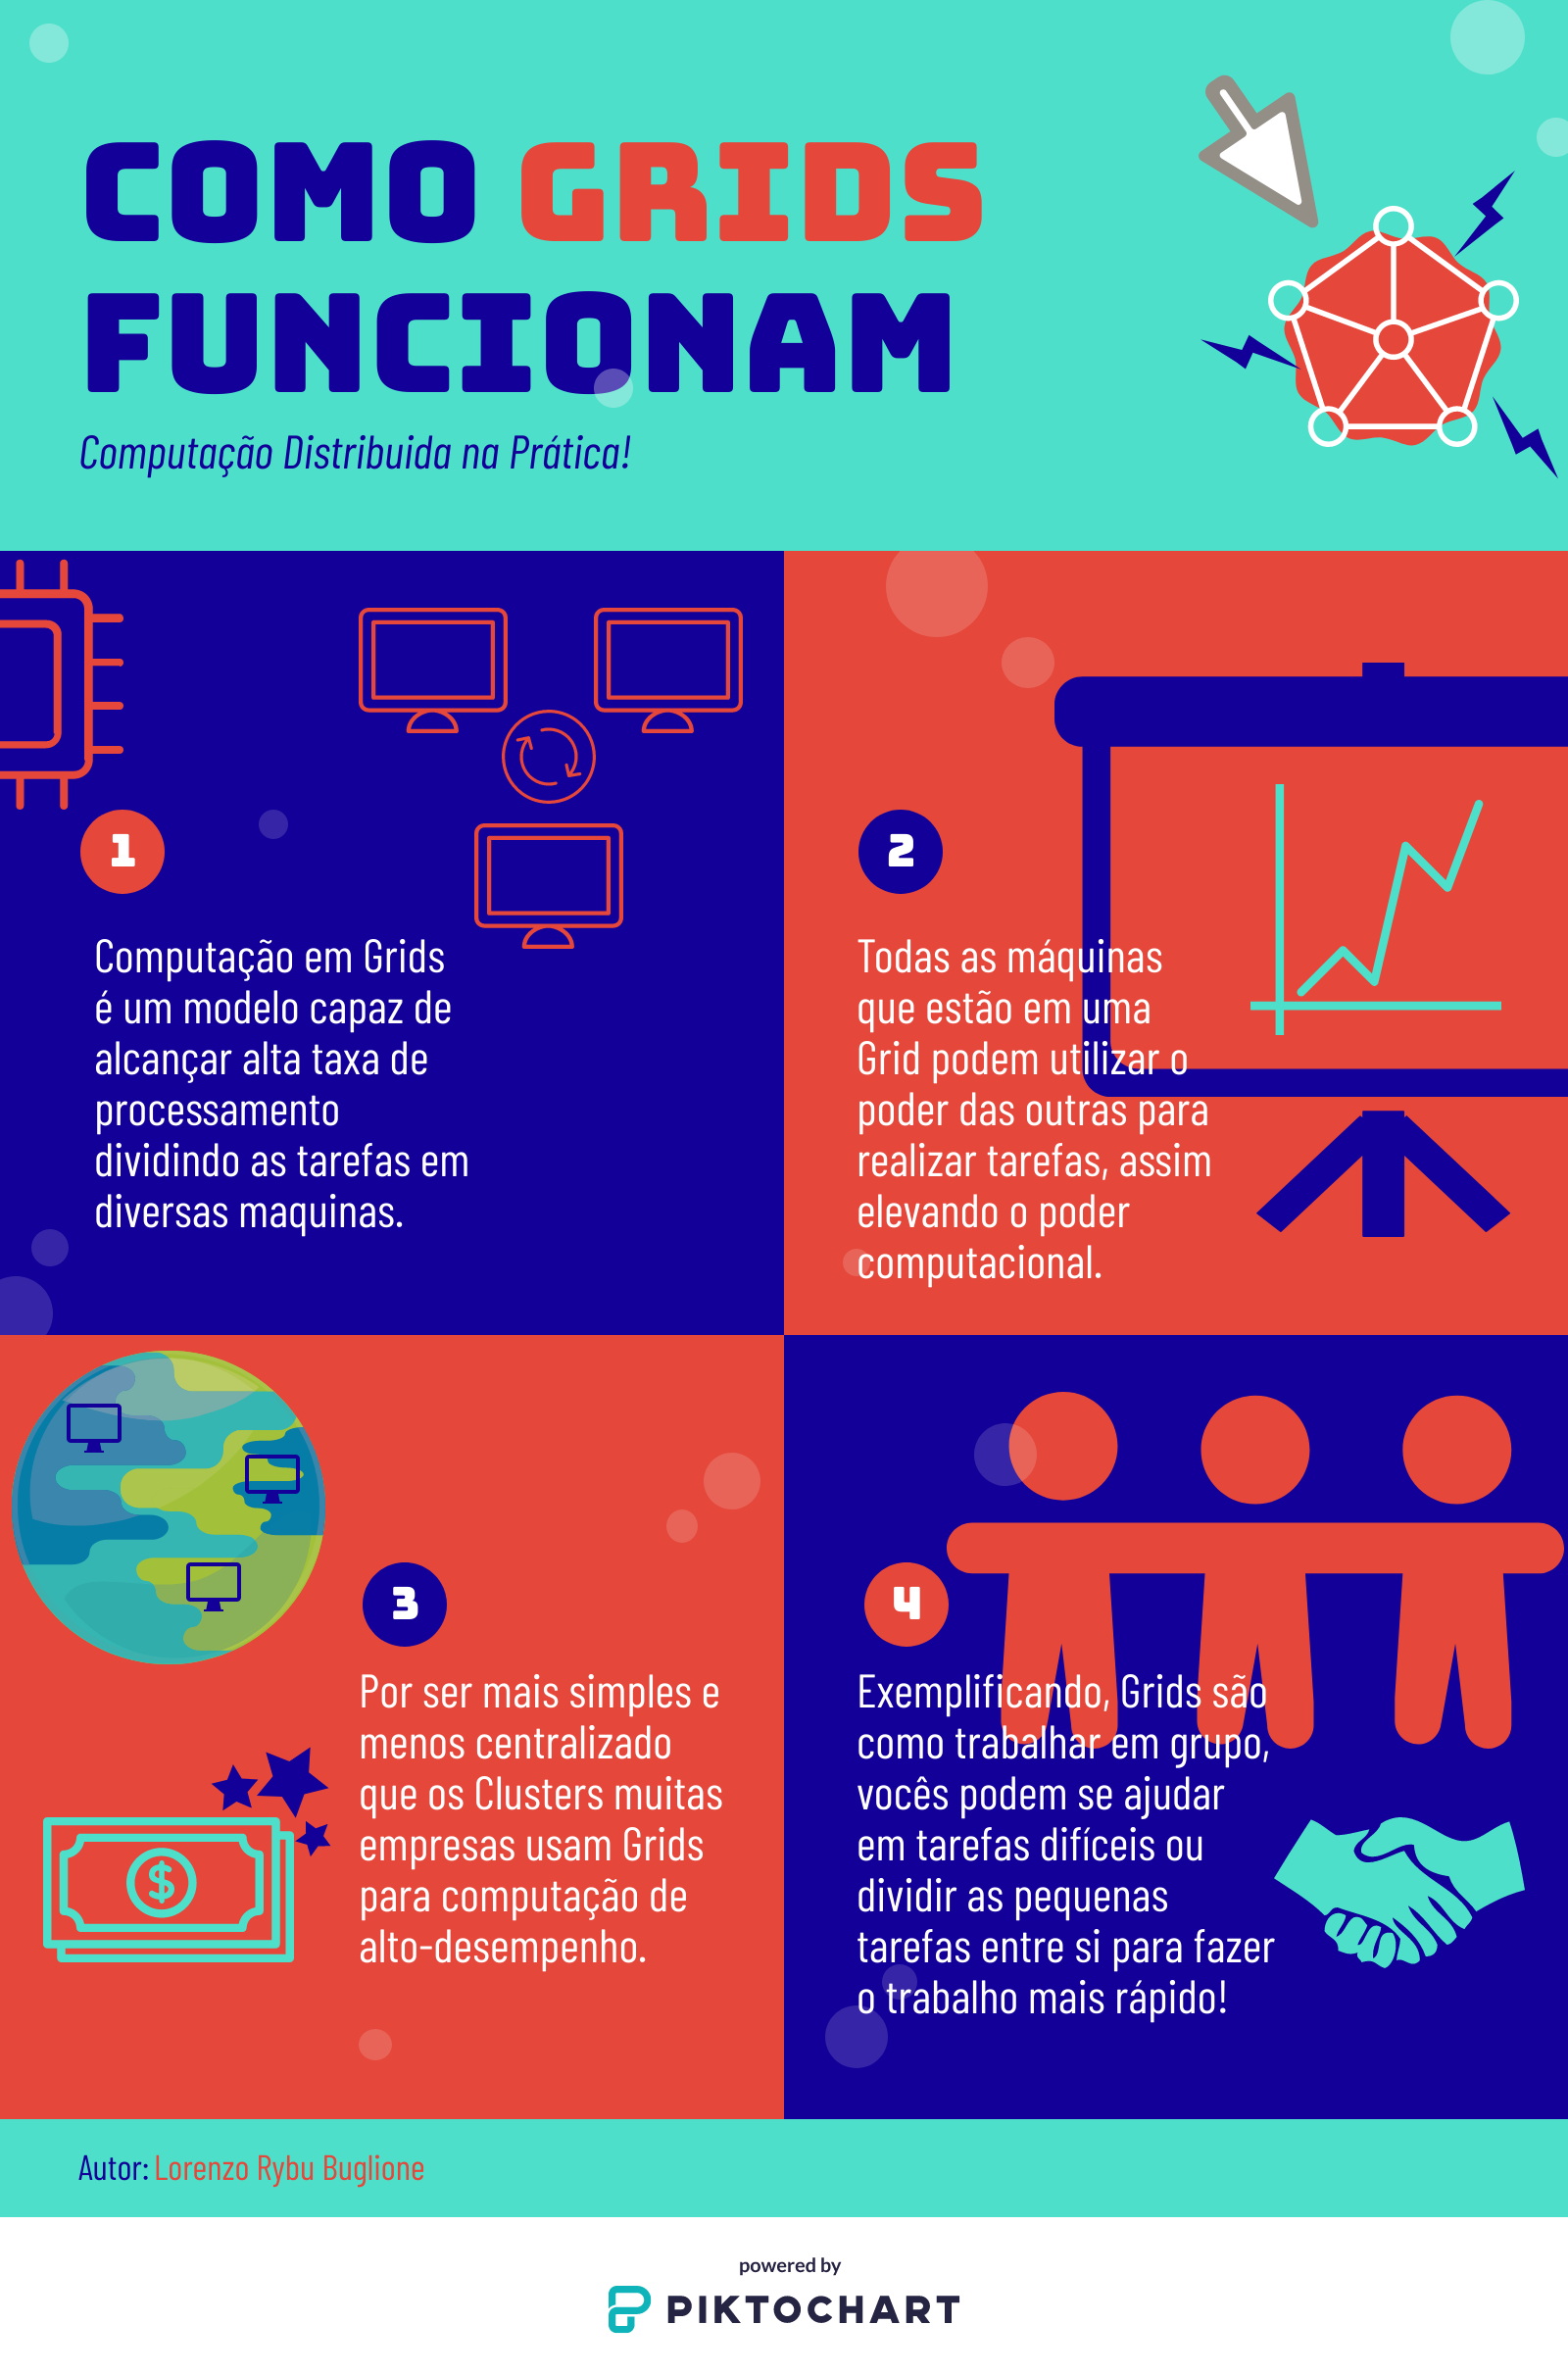 COMO GRIDS
FUNCIONAM
Computação Distribuida na Prática!
1
Computação em Grids
é um modelo capaz de
alcançar alta taxa de
processamento
dividindo as tarefas em
diversas maquinas.
2
Todas as máquinas
que estão em uma
Grid podem utilizar o
poder das outras para
realizar tarefas, assim
elevando o poder
computacional.
3
Por ser mais simples e
menos centralizado
que os Clusters muitas
empresas usam Grids
para computação de
alto-desempenho.
$
4
Exemplificando, Grids são
como trabalhar em grupo,
vocês podem se ajudar
em tarefas difíceis ou
dividir as pequenas
tarefas entre si para fazer
o trabalho mais rápido!
Autor: Lorenzo Rybu Buglione
powered by
PIKTOCHART